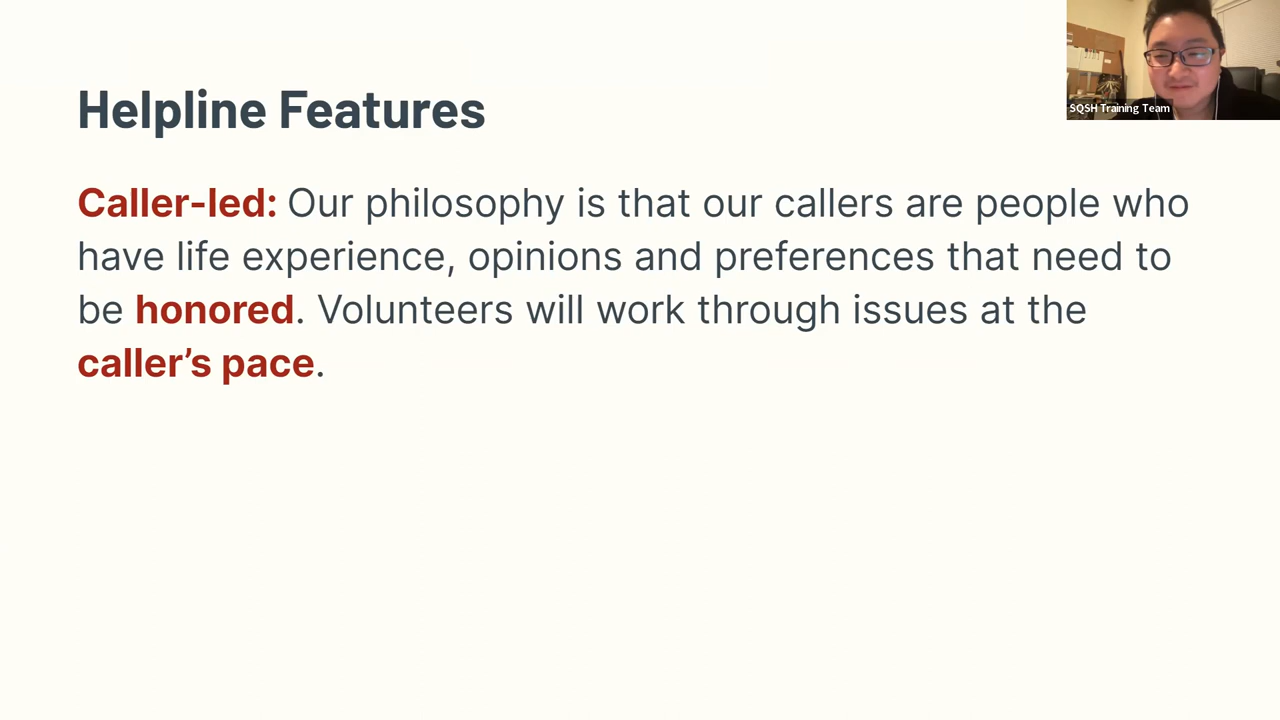 SQSH Training Team
Helpline Features
Caller-led: Our philosophy is that our callers are people who
have life experience, opinions and preferences that need to
be honored. Volunteers will work through issues at the
caller’s pace.